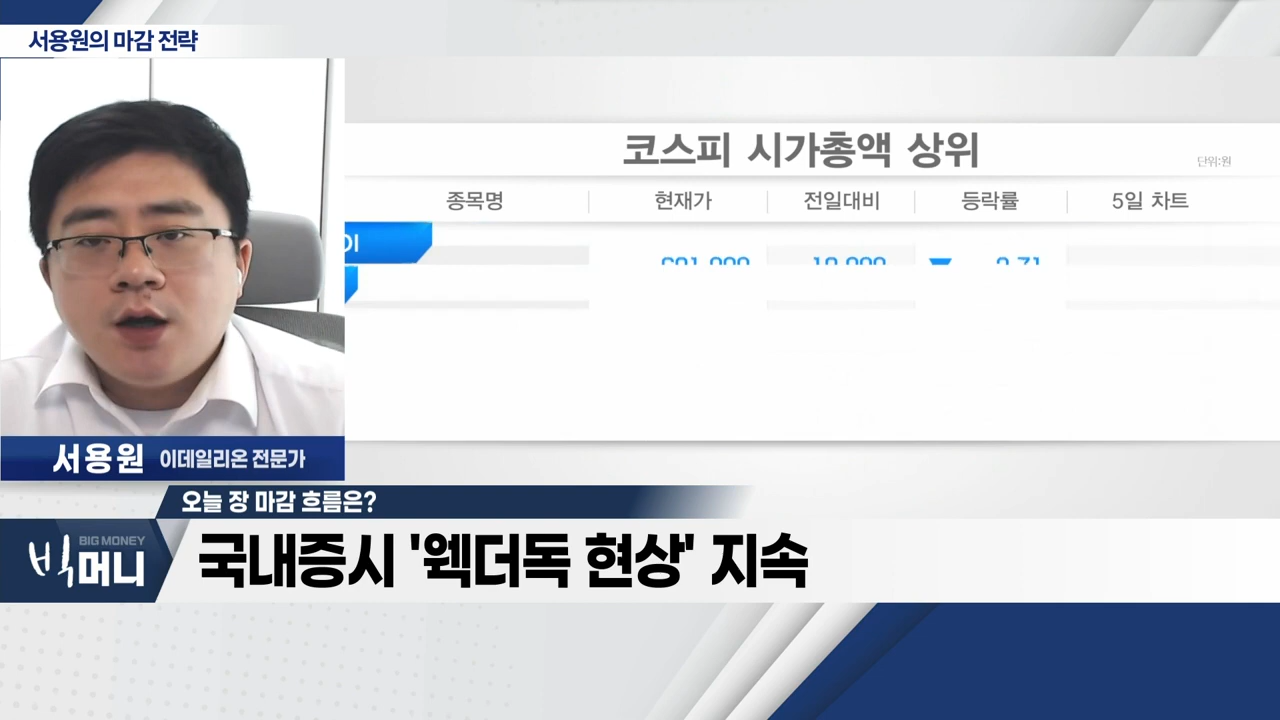 서용원의 마감 전략
코스피 시가총액 상위
단위:원
종목명 현재가 전일대비 등락률 5일 차트
서용원 이데일리온 전문가
오늘 장 마감 흐름은?
BIG MONEY
빅머니
국내증시 '웩더독 현상' 지속